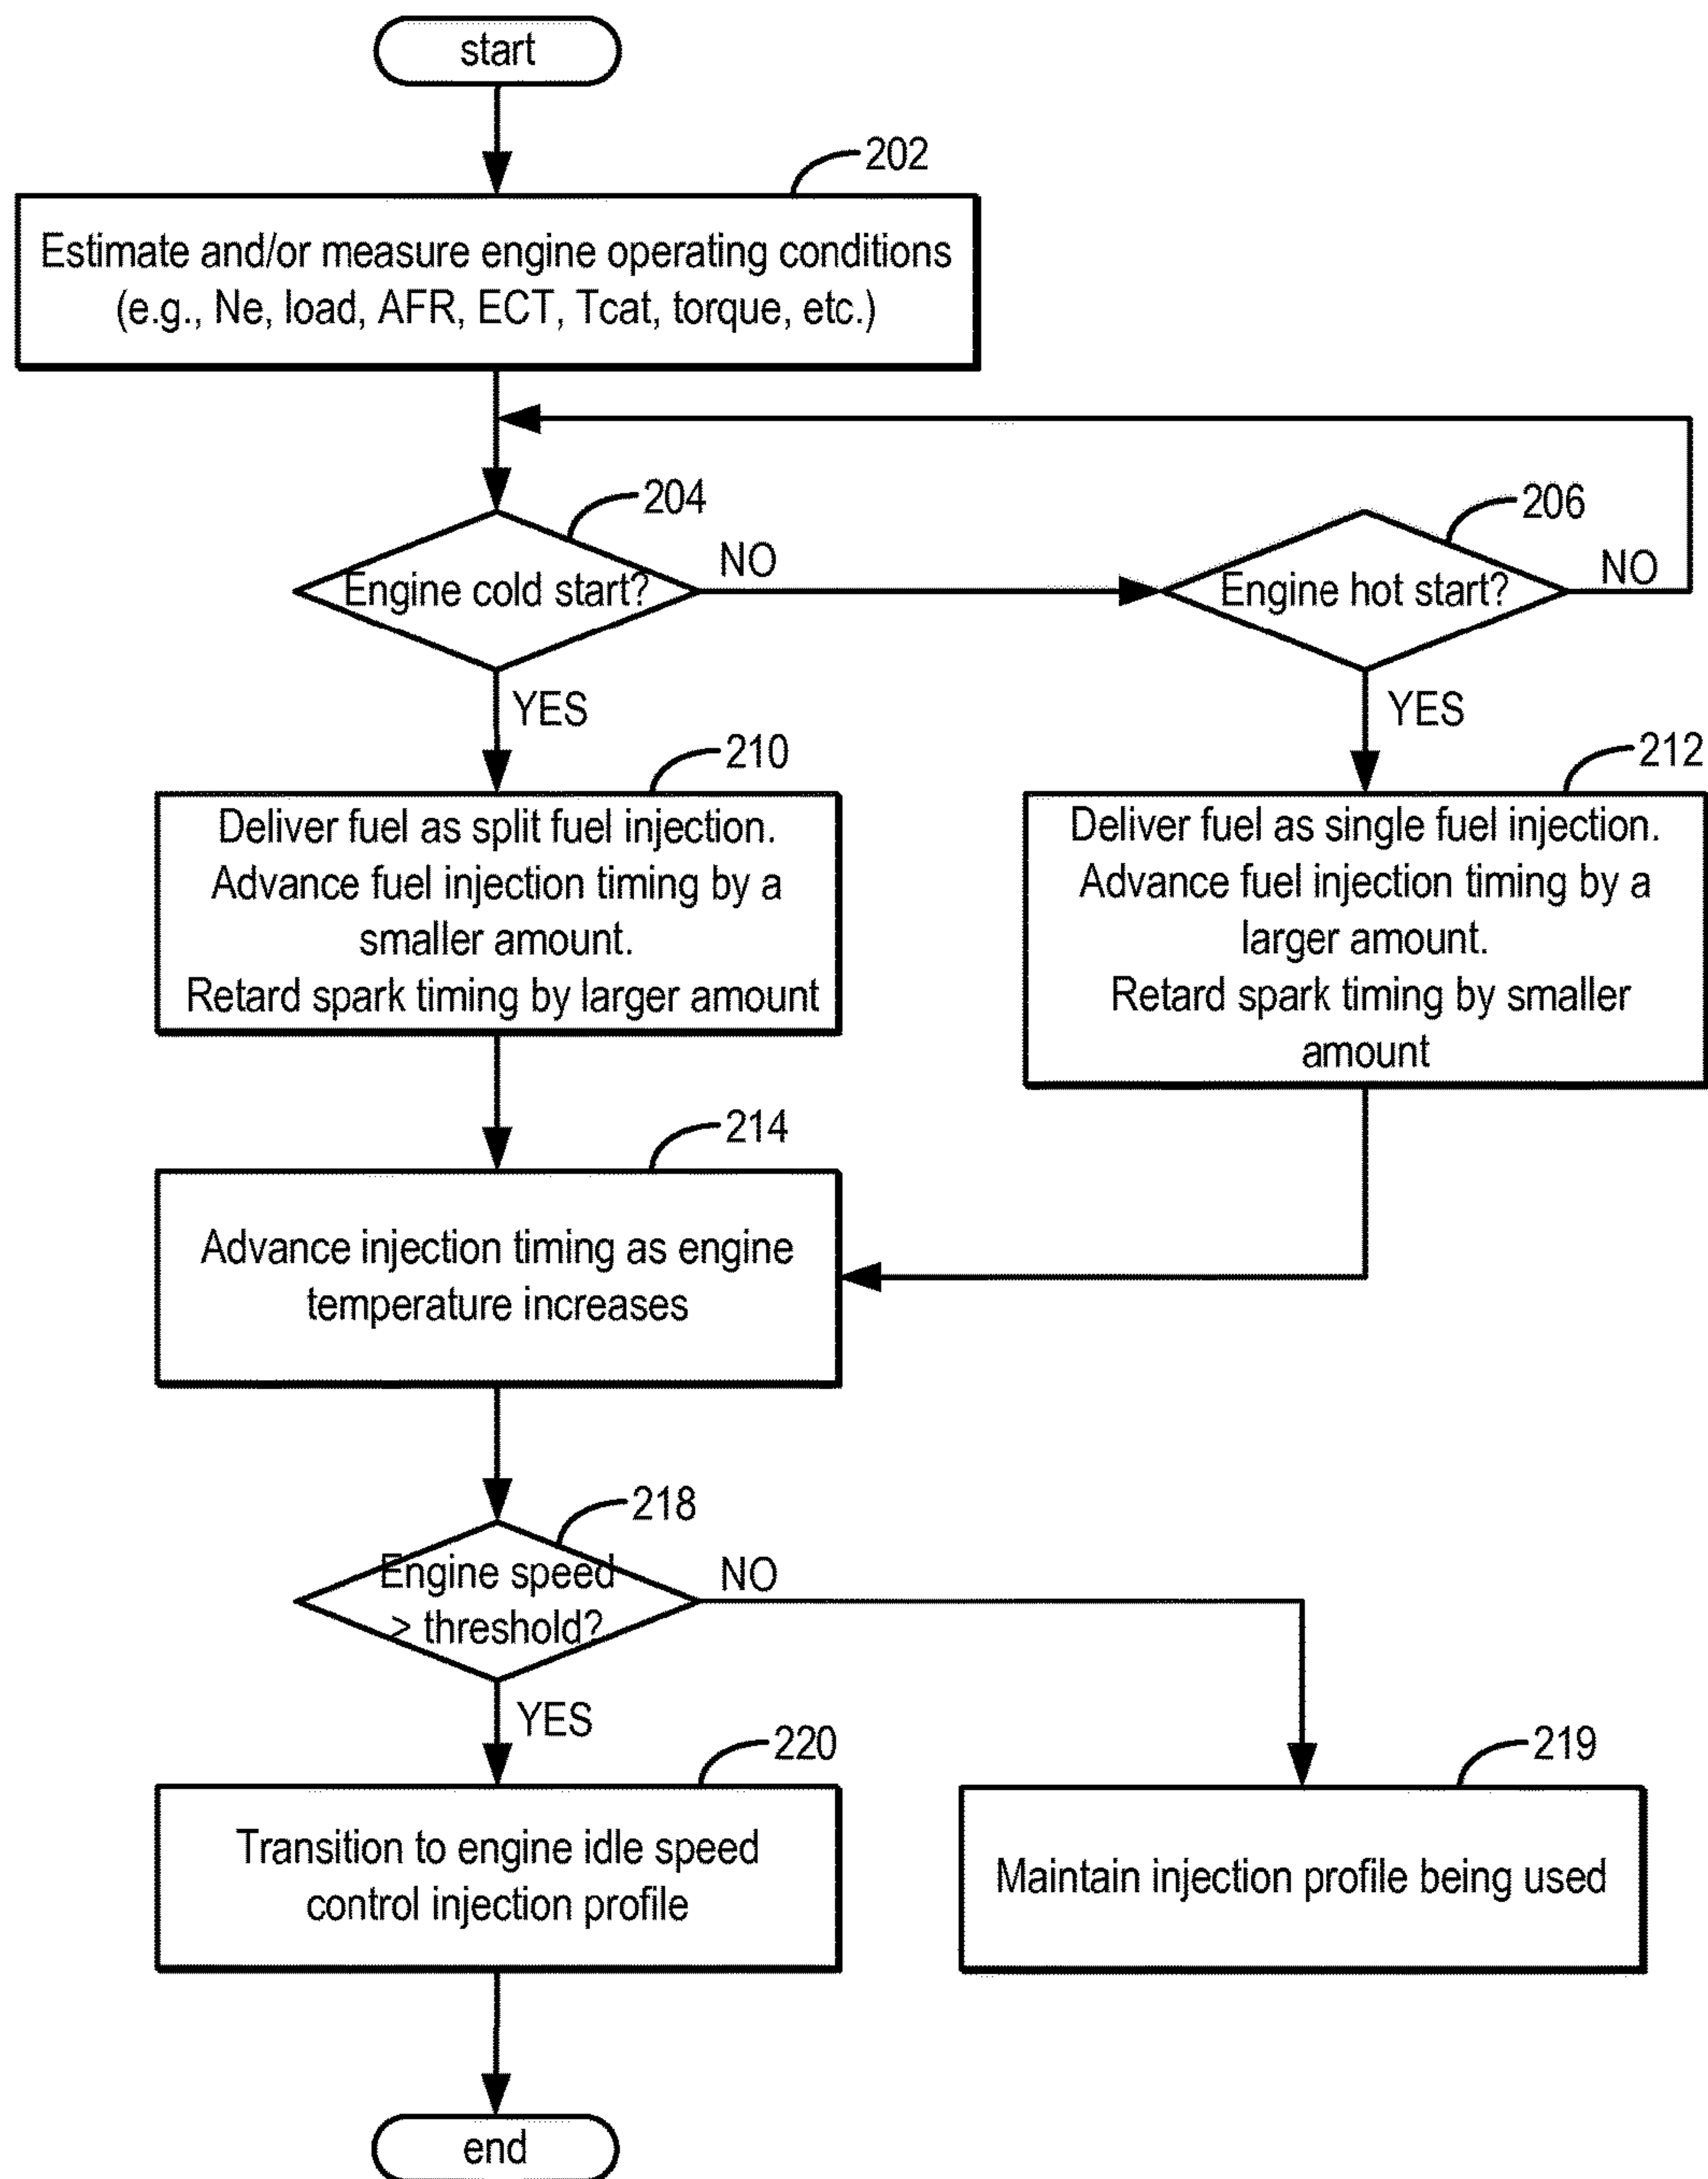 start
202
Estimate and/or measure engine operating conditions
(e.g., Ne, load, AFR, ECT, Tcat, torque, etc.)
204
Engine cold start?
NO
206
Engine hot start?
NO
YES
YES
210
Deliver fuel as split fuel injection.
Advance fuel injection timing by a
smaller amount.
Retard spark timing by larger amount
212
Deliver fuel as single fuel injection.
Advance fuel injection timing by a
larger amount.
Retard spark timing by smaller
amount
214
Advance injection timing as engine
temperature increases
218
Engine speed
> threshold?
NO
YES
220
Transition to engine idle speed
control injection profile
219
Maintain injection profile being used
end